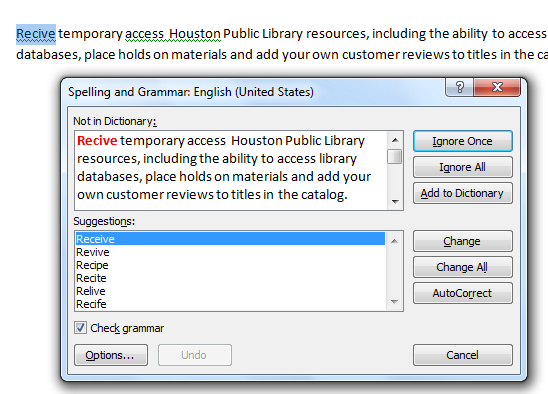 Recive temporary access Houston Public Library resources, including the ability to access
databases, place holds on materials and add your own customer reviews to titles in the ca
Spelling and Grammar: English (United States)
?
X
Not in Dictionary:
Recive temporary access Houston Public Library
resources, including the ability to access library
databases, place holds on materials and add your
own customer reviews to titles in the catalog.
Ignore Once
Ignore All
Add to Dictionary
Suggestions:
Receive
Revive
Recipe
Recite
Relive
Recife
Change
Change All
AutoCorrect
Check grammar
Options...
Undo
Cancel